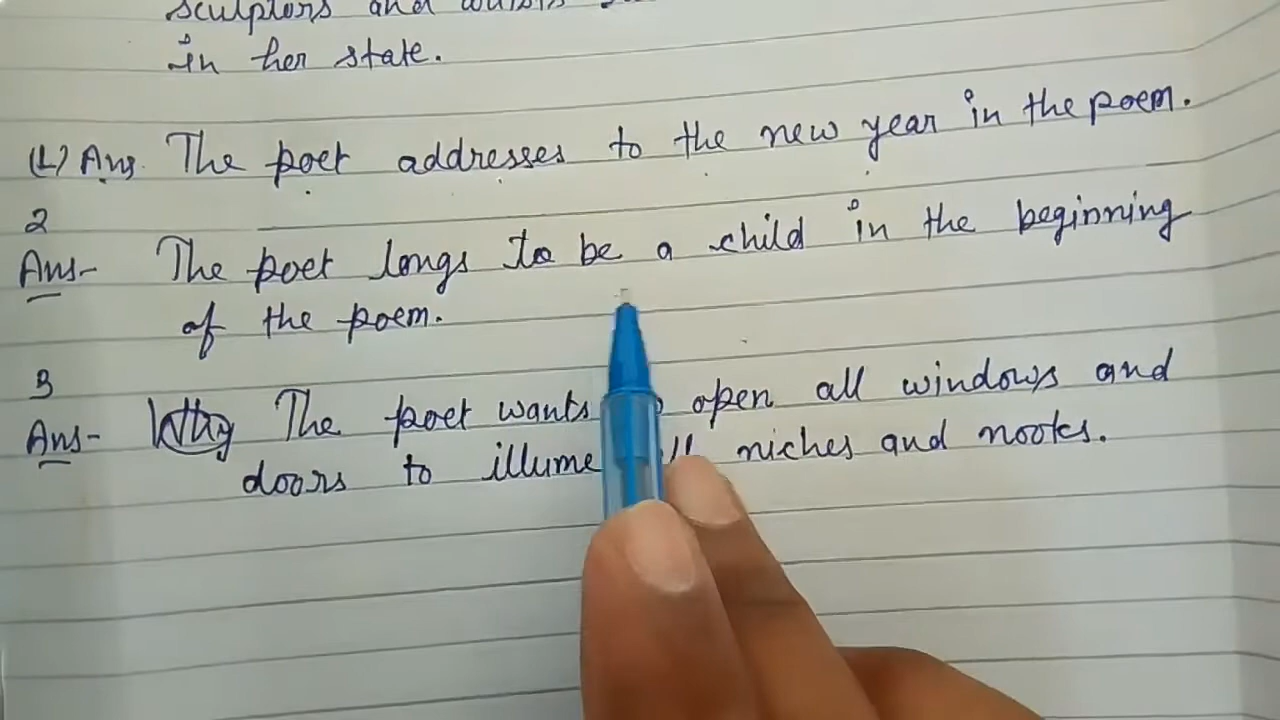 sculptors and
in her state.
(1) Ans. The poet addresses to the new year in the poem.
2
Ans- The poet longs to be a child in the beginning
of the poem.
3
Ans- The poet wants open all windows and
doors to illume niches and nooks.